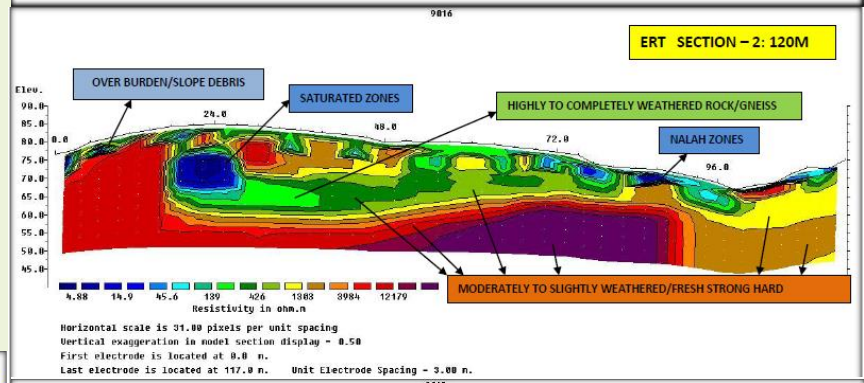 9016
ERT SECTION – 2: 120M
OVER BURDEN/SLOPE DEBRIS
SATURATED ZONES
HIGHLY TO COMPLETELY WEATHERED ROCK/GNEISS
NALAH ZONES
Elev.
90.0
85.0
80.0
75.0
70.0
65.0
60.0
55.0
50.0
45.0
0.0
24.0
48.0
72.0
96.0
MODERATELY TO SLIGHTLY WEATHERED/FRESH STRONG HARD
4.88 14.9 45.6 139 426 1303 3984 12179
Resistivity in ohm.m
Horizontal scale is 31.00 pixels per unit spacing
Vertical exaggeration in model section display = 0.50
First electrode is located at 0.0 m.
Last electrode is located at 117.0 m. Unit Electrode Spacing = 3.00 m.